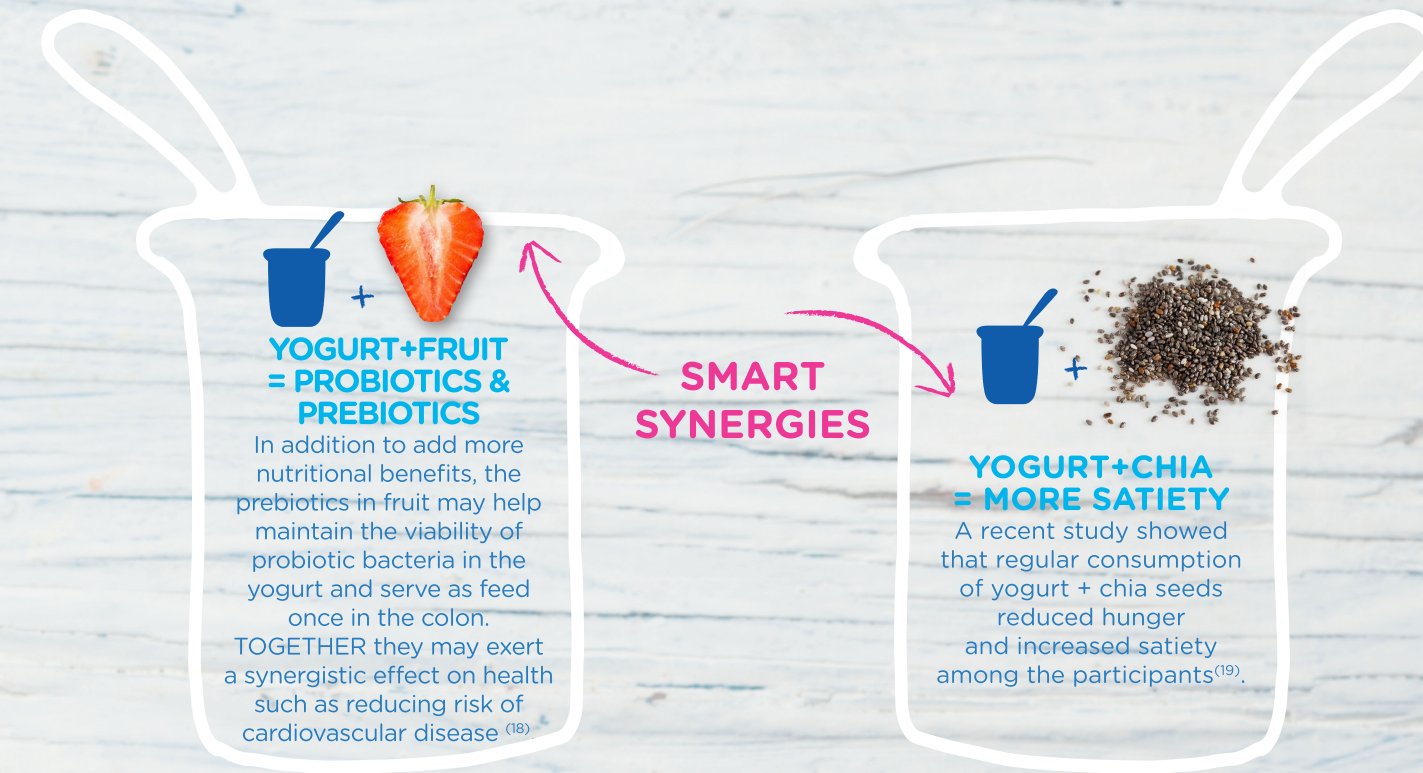 YOGURT+FRUIT
= PROBIOTICS &
PREBIOTICS
In addition to add more
nutritional benefits, the
prebiotics in fruit may help
maintain the viability of
probiotic bacteria in the
yogurt and serve as feed
once in the colon.
TOGETHER they may exert
a synergistic effect on health
such as reducing risk of
cardiovascular disease (18)
SMART
SYNERGIES
YOGURT+CHIA
= MORE SATIETY
A recent study showed
that regular consumption
of yogurt + chia seeds
reduced hunger
and increased satiety
among the participants(19).